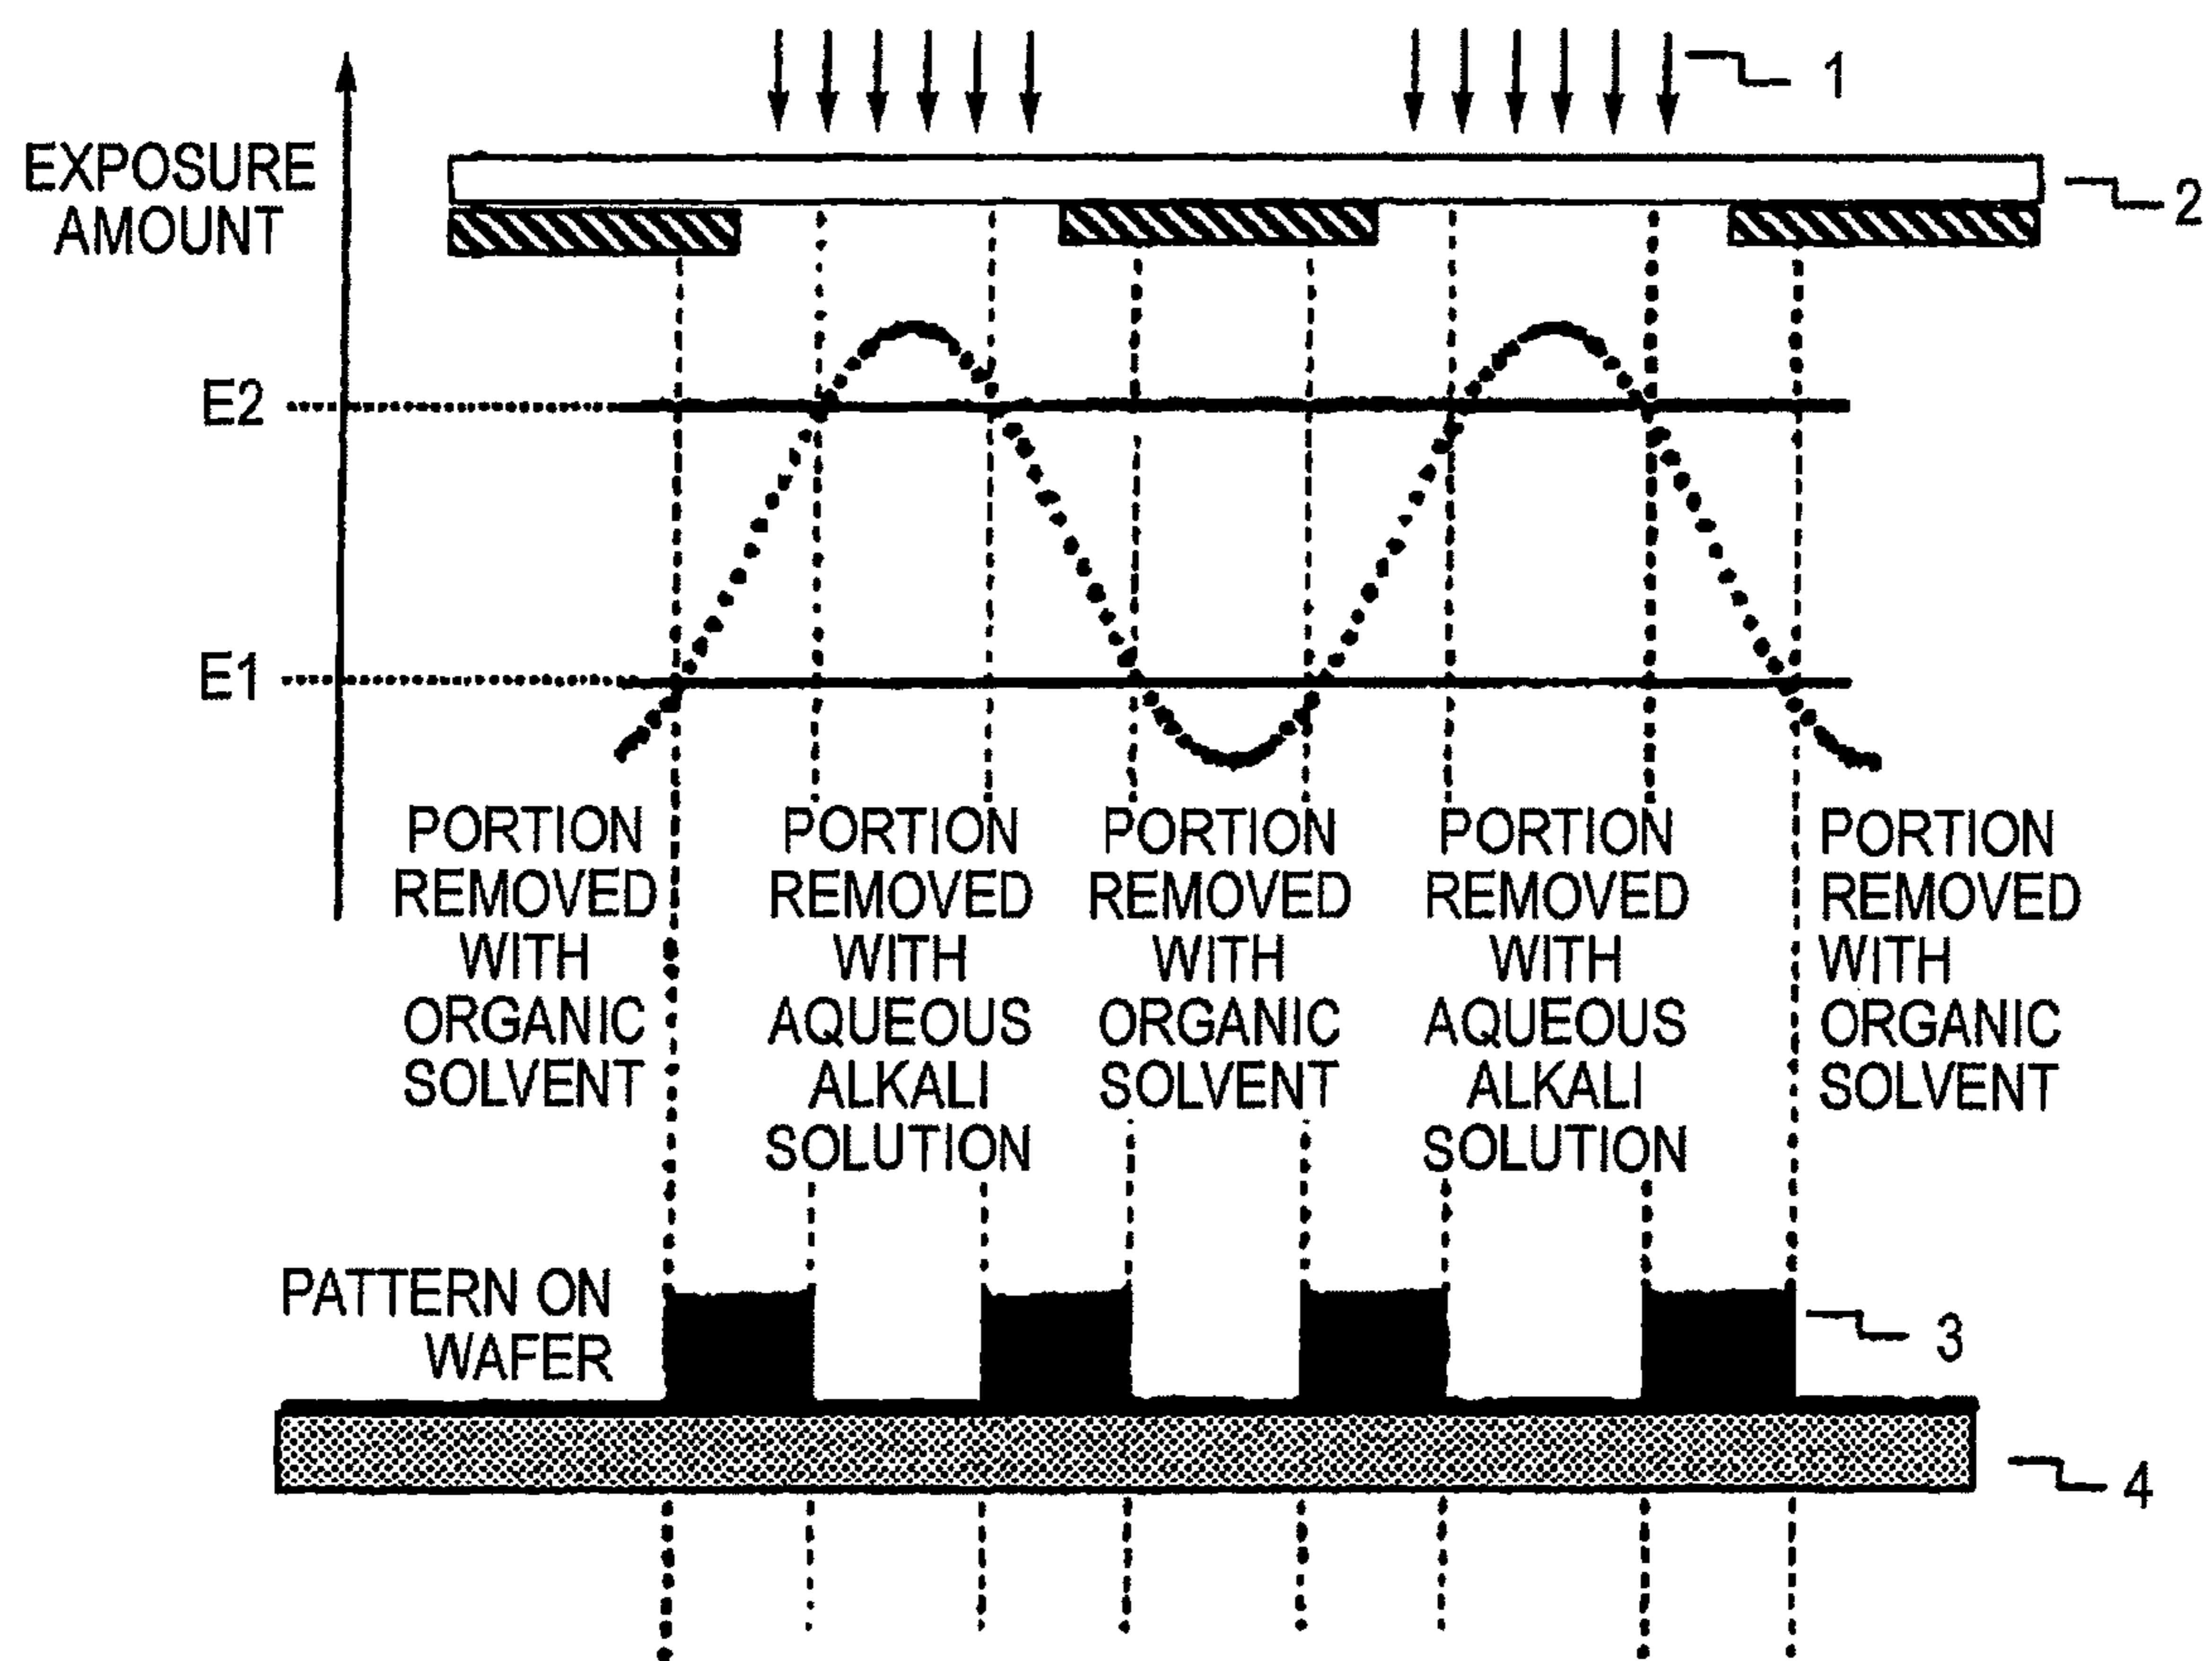 1
EXPOSURE
AMOUNT
2
E2
E1
PORTION
REMOVED
WITH
ORGANIC
SOLVENT
PORTION
REMOVED
WITH
AQUEOUS
ALKALI
SOLUTION
PORTION
REMOVED
WITH
ORGANIC
SOLVENT
PORTION
REMOVED
WITH
AQUEOUS
ALKALI
SOLUTION
PORTION
REMOVED
WITH
ORGANIC
SOLVENT
PATTERN ON
WAFER
3
4